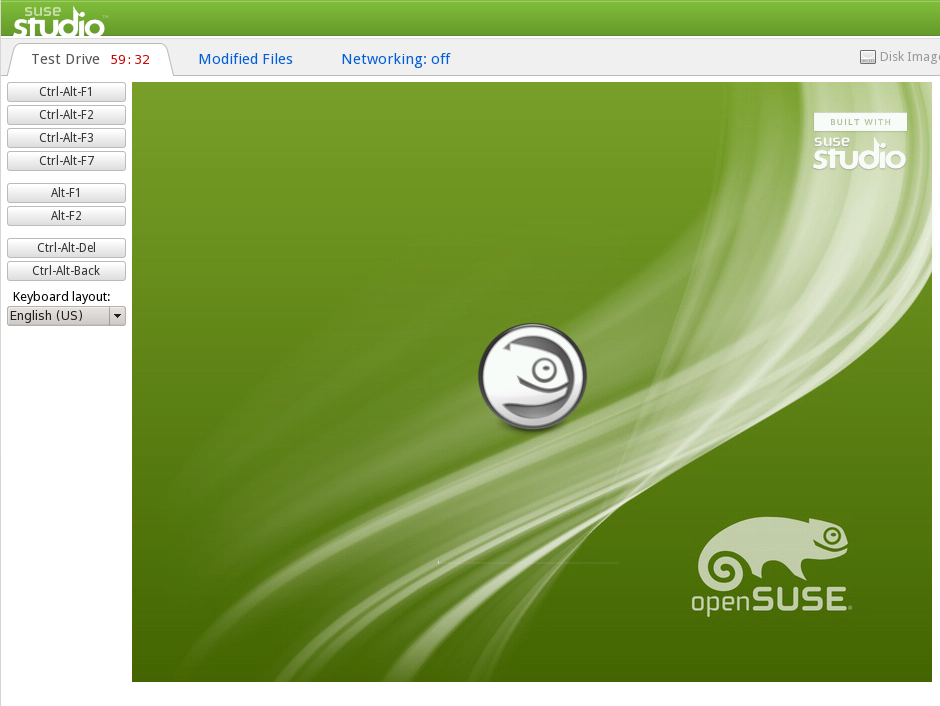 suse
studio
Test Drive 59:32
Modified Files
Networking: off
Disk Imag
Ctrl-Alt-F1
Ctrl-Alt-F2
Ctrl-Alt-F3
Ctrl-Alt-F7
Alt-F1
Alt-F2
Ctrl-Alt-Del
Ctrl-Alt-Back
Keyboard layout:
English (US)
BUILT WITH
suse
studio
openSUSE